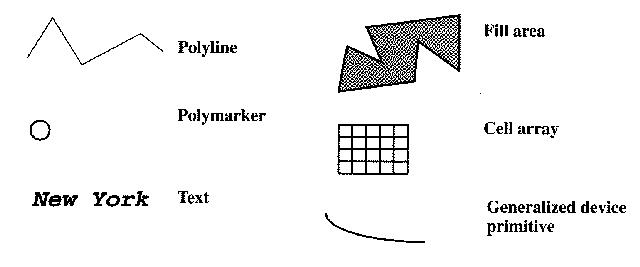 Polyline
Polymarker
New York
Text
Fill area
Cell array
Generalized device
primitive